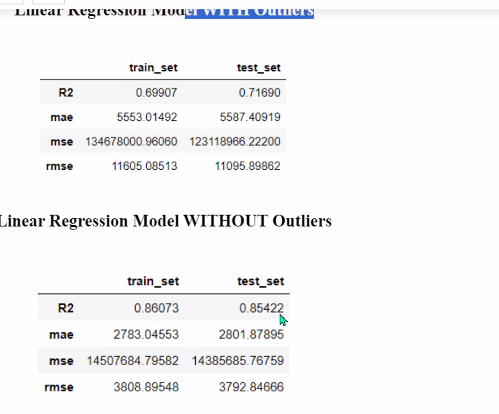 Linear Regression Model WITH Outliers
train_set test_set
R2 0.69907 0.71690
mae 5553.01492 5587.40919
mse 134678000.96060 123118966.22200
rmse 11605.08513 11095.89862
Linear Regression Model WITHOUT Outliers
train_set test_set
R2 0.86073 0.85422
mae 2783.04553 2801.87895
mse 14507684.79582 14385685.76759
rmse 3808.89548 3792.84666